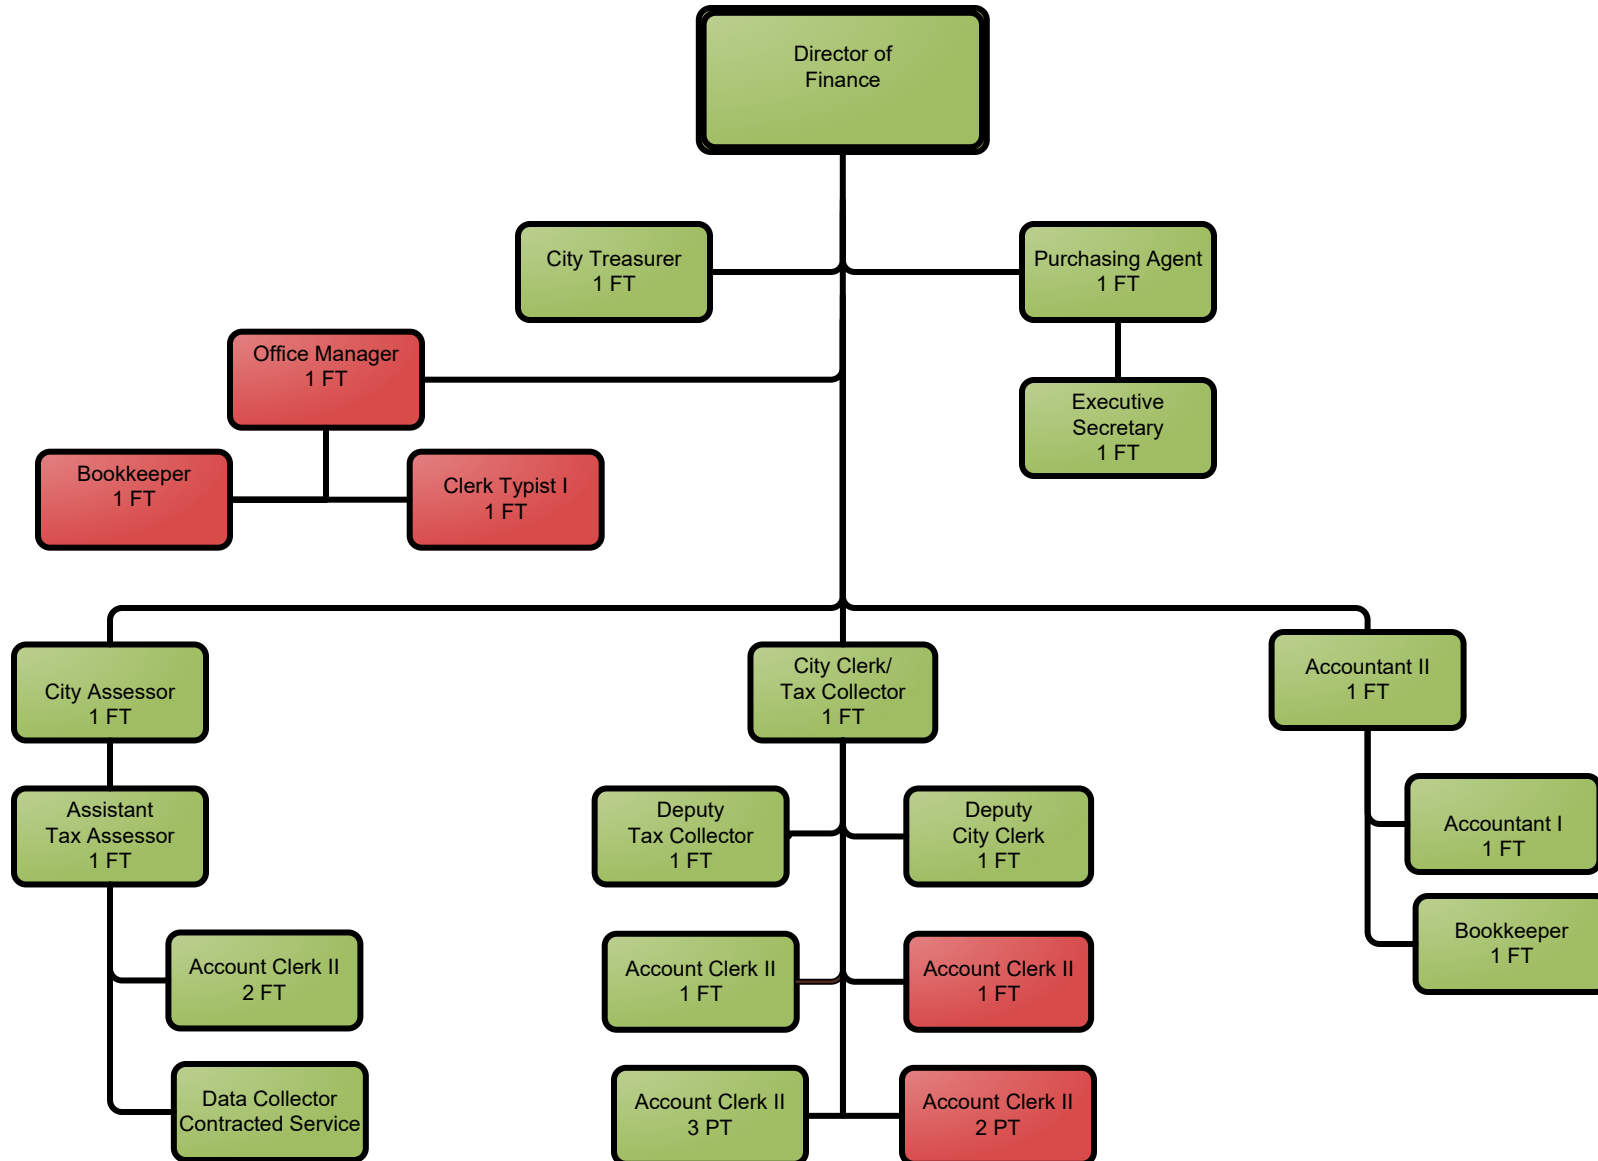 Director of
Finance
City Treasurer
1 FT
Purchasing Agent
1 FT
Office Manager
1 FT
Executive
Secretary
1 FT
Bookkeeper
1 FT
Clerk Typist I
1 FT
City Assessor
1 FT
City Clerk/
Tax Collector
1 FT
Accountant II
1 FT
Assistant
Tax Assessor
1 FT
Deputy
Tax Collector
1 FT
Deputy
City Clerk
1 FT
Accountant I
1 FT
Account Clerk II
2 FT
Account Clerk II
1 FT
Account Clerk II
1 FT
Bookkeeper
1 FT
Data Collector
Contracted Service
Account Clerk II
3 PT
Account Clerk II
2 PT